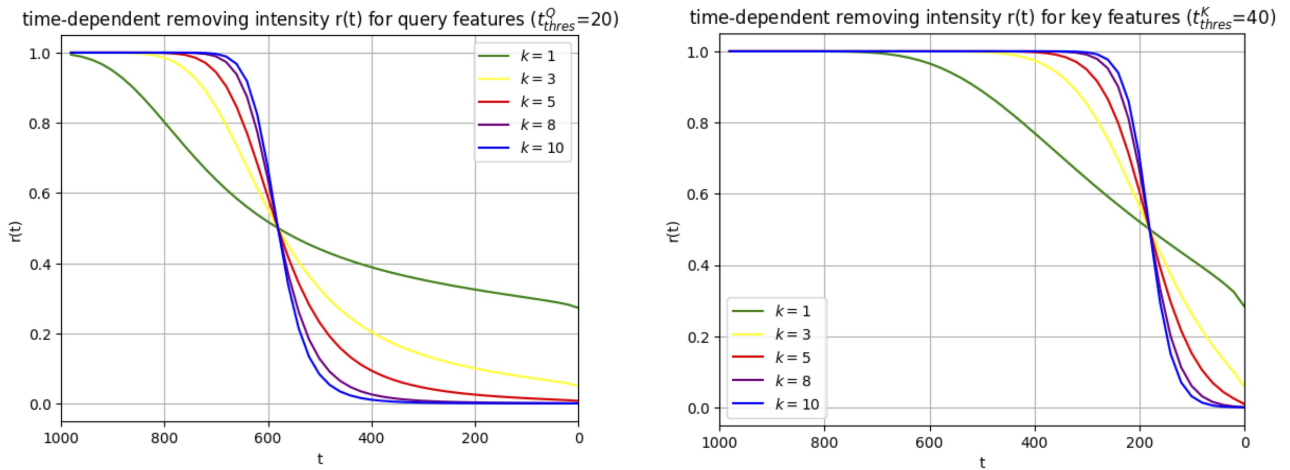 time-dependent removing intensity r(t) for query features (t^Q_thres=20)
1.0
0.8
0.6
0.4
0.2
0.0
r(t)
k = 1
k = 3
k = 5
k = 8
k = 10
1000 800 600 400 200 0
t
time-dependent removing intensity r(t) for key features (t^K_thres=40)
1.0
0.8
0.6
0.4
0.2
0.0
r(t)
k = 1
k = 3
k = 5
k = 8
k = 10
1000 800 600 400 200 0
t